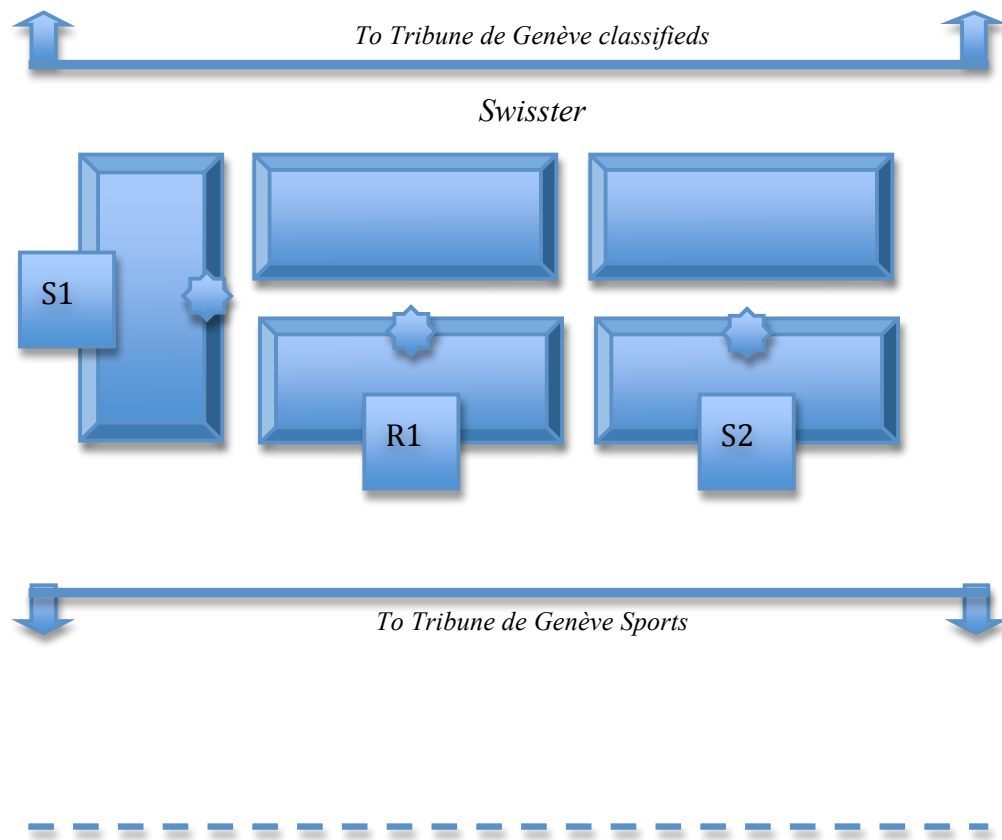 To Tribune de Genève classifieds
Swisster
S1
R1
S2
To Tribune de Genève Sports